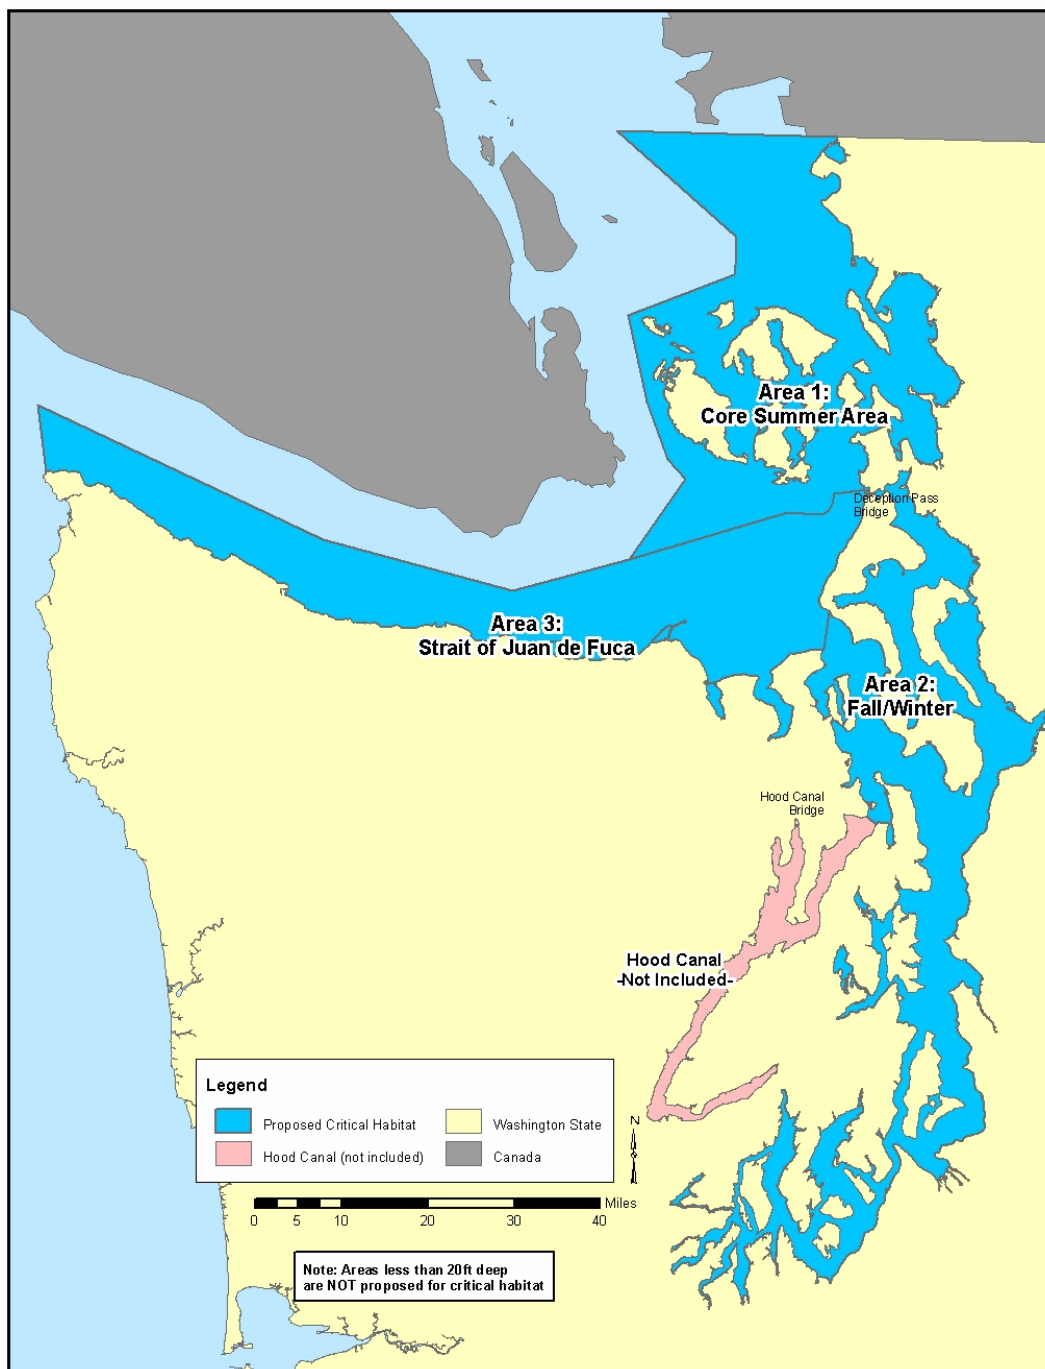 Area 1:
Core Summer Area
Deception Pass
Bridge
Area 3:
Strait of Juan de Fuca
Area 2:
Fall/Winter
Hood Canal
Bridge
Hood Canal
-Not Included-
Legend
Proposed Critical Habitat
Washington State
Hood Canal (not included)
Canada
N
Miles
0 5 10 20 30 40
Note: Areas less than 20ft deep
are NOT proposed for critical habitat